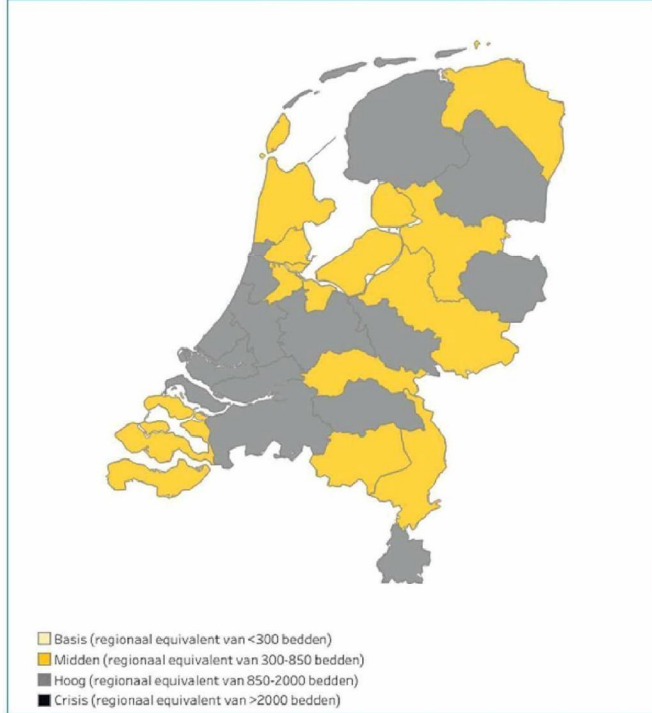 Basis (regionaal equivalent van <300 bedden)
Midden (regionaal equivalent van 300-850 bedden)
Hoog (regionaal equivalent van 850-2000 bedden)
Crisis (regionaal equivalent van >2000 bedden)